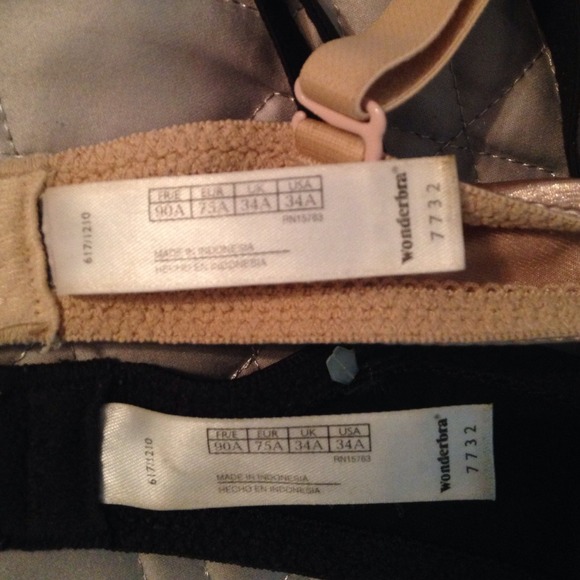 FR/E EUR UK USA
90A 75A 34A 34A
RN15763
MADE IN INDONESIA
HECHO EN INDONESIA
617/1210
wonderbra®
7732
FR/E EUR UK USA
90A 75A 34A 34A
RN15763
MADE IN INDONESIA
HECHO EN INDONESIA
617/1210
wonderbra®
7732